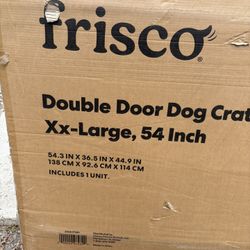 frisco
Double Door Dog Crat
Xx-Large, 54 Inch
54.3 IN X 36.5 IN X 44.9 IN
138 CM X 92.6 CM X 114 CM
INCLUDES 1 UNIT.